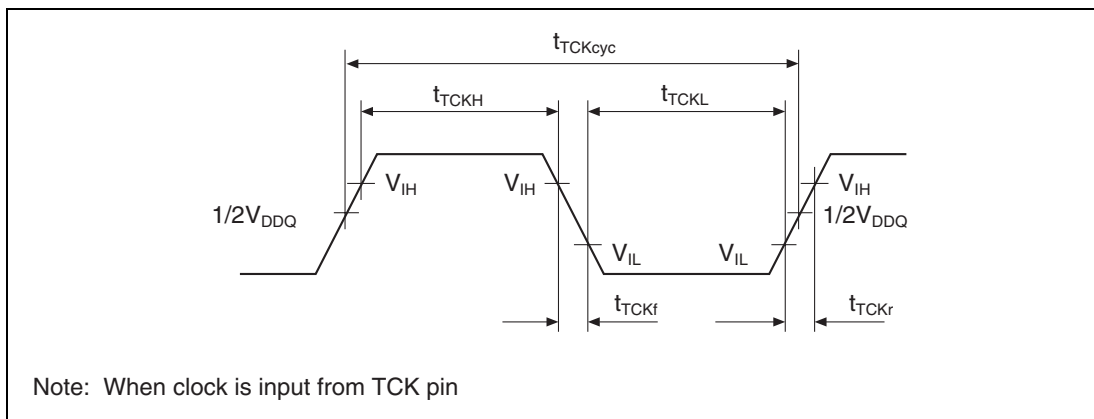 tTCKcyc
tTCKH tTCKL
VIH VIH VIH
1/2VDDQ 1/2VDDQ
VIL VIL
tTCKf tTCKr
Note: When clock is input from TCK pin